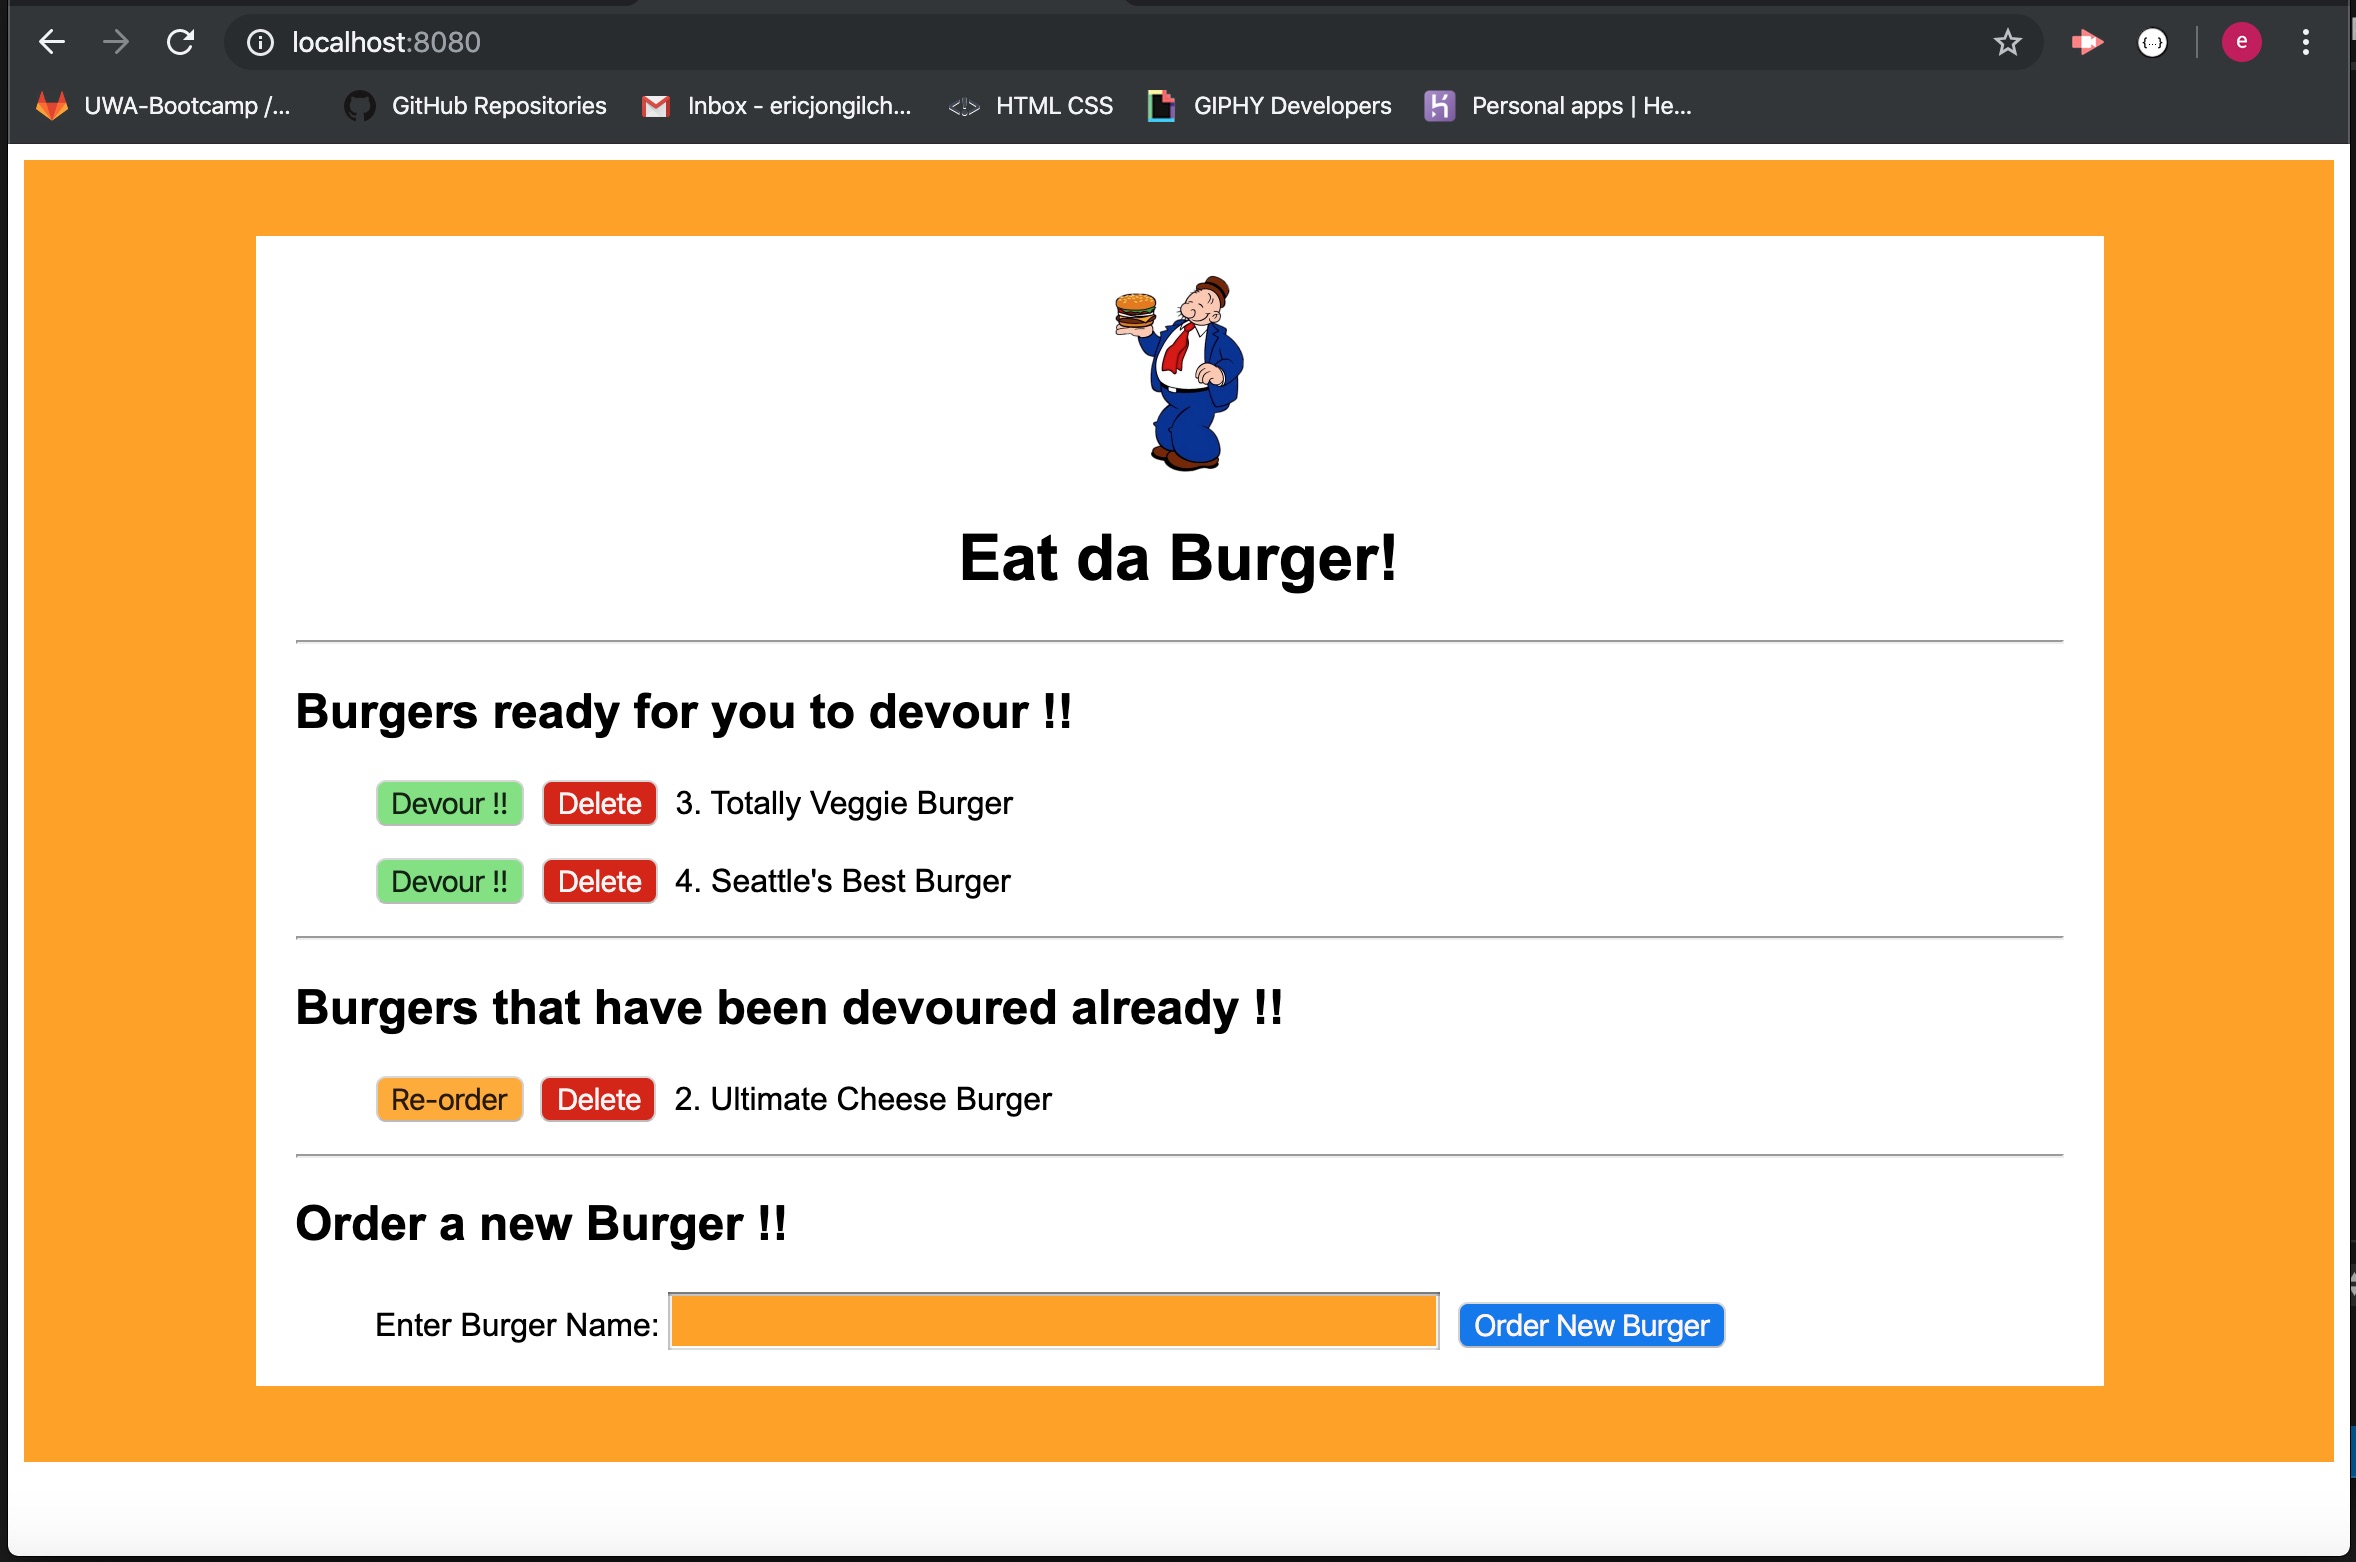 localhost:8080
e
UWA-Bootcamp /... GitHub Repositories Inbox - ericjongilch... HTML CSS GIPHY Developers Personal apps | He...
Eat da Burger!
Burgers ready for you to devour !!
Devour !! Delete 3. Totally Veggie Burger
Devour !! Delete 4. Seattle's Best Burger
Burgers that have been devoured already !!
Re-order Delete 2. Ultimate Cheese Burger
Order a new Burger !!
Enter Burger Name: Order New Burger